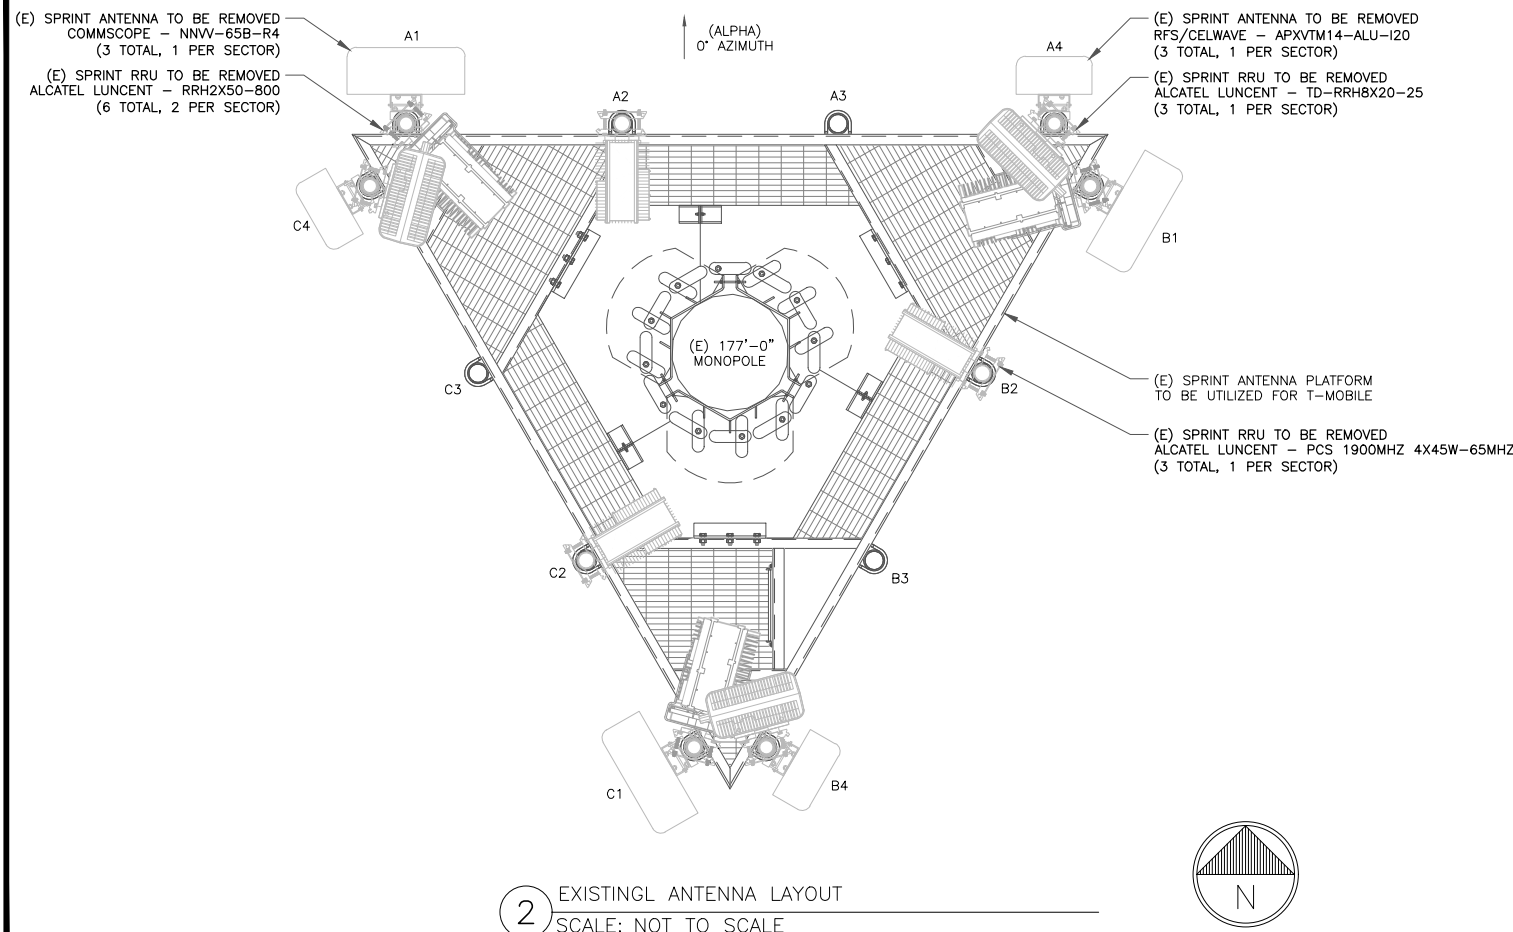 (E) SPRINT ANTENNA TO BE REMOVED
COMMSCOPE – NNVV-65B-R4
(3 TOTAL, 1 PER SECTOR)
(E) SPRINT RRU TO BE REMOVED
ALCATEL LUNCENT – RRH2X50-800
(6 TOTAL, 2 PER SECTOR)
A1
(ALPHA)
0° AZIMUTH
A4
(E) SPRINT ANTENNA TO BE REMOVED
RFS/CELWAVE – APXVTM14-ALU-I20
(3 TOTAL, 1 PER SECTOR)
(E) SPRINT RRU TO BE REMOVED
ALCATEL LUNCENT – TD-RRH8X20-25
(3 TOTAL, 1 PER SECTOR)
A2
A3
C4
B1
(E) 177'-0"
MONOPOLE
C3
B2
(E) SPRINT ANTENNA PLATFORM
TO BE UTILIZED FOR T-MOBILE
(E) SPRINT RRU TO BE REMOVED
ALCATEL LUNCENT – PCS 1900MHZ 4X45W-65MHZ
(3 TOTAL, 1 PER SECTOR)
C2
B3
C1
B4
N
2
EXISTINGL ANTENNA LAYOUT
SCALE: NOT TO SCALE